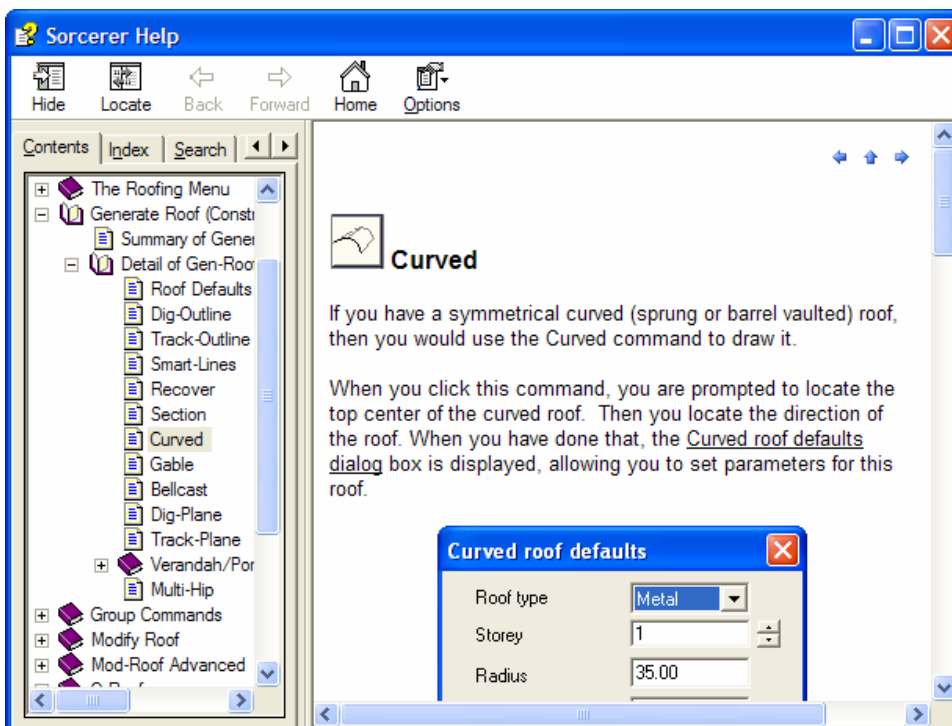 Sorcerer Help
Hide Locate Back Forward Home Options
Contents Index Search
The Roofing Menu
Generate Roof (Constr
Summary of Gener
Detail of Gen-Roof
Roof Defaults
Dig-Outline
Track-Outline
Smart-Lines
Recover
Section
Curved
Gable
Bellcast
Dig-Plane
Track-Plane
Verandah/Por
Multi-Hip
Group Commands
Modify Roof
Mod-Roof Advanced
Curved
If you have a symmetrical curved (sprung or barrel vaulted) roof,
then you would use the Curved command to draw it.
When you click this command, you are prompted to locate the
top center of the curved roof. Then you locate the direction of
the roof. When you have done that, the Curved roof defaults
dialog box is displayed, allowing you to set parameters for this
roof.
Curved roof defaults
Roof type Metal
Storey 1
Radius 35.00